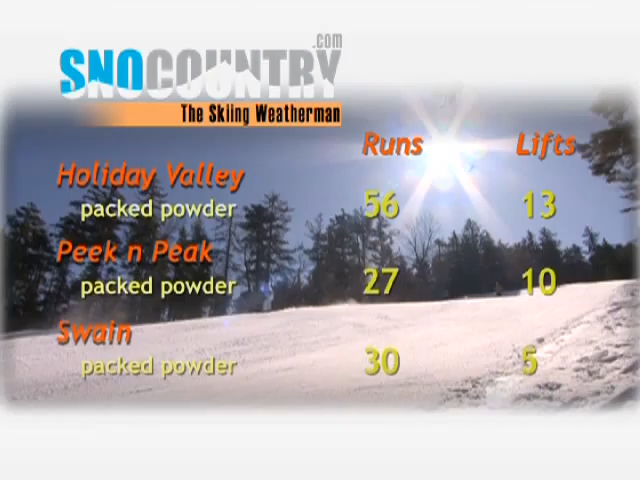 .com
SNOCOUNTRY
The Skiing Weatherman
Runs Lifts
Holiday Valley
packed powder 56 13
Peek n Peak
packed powder 27 10
Swain
packed powder 30 5